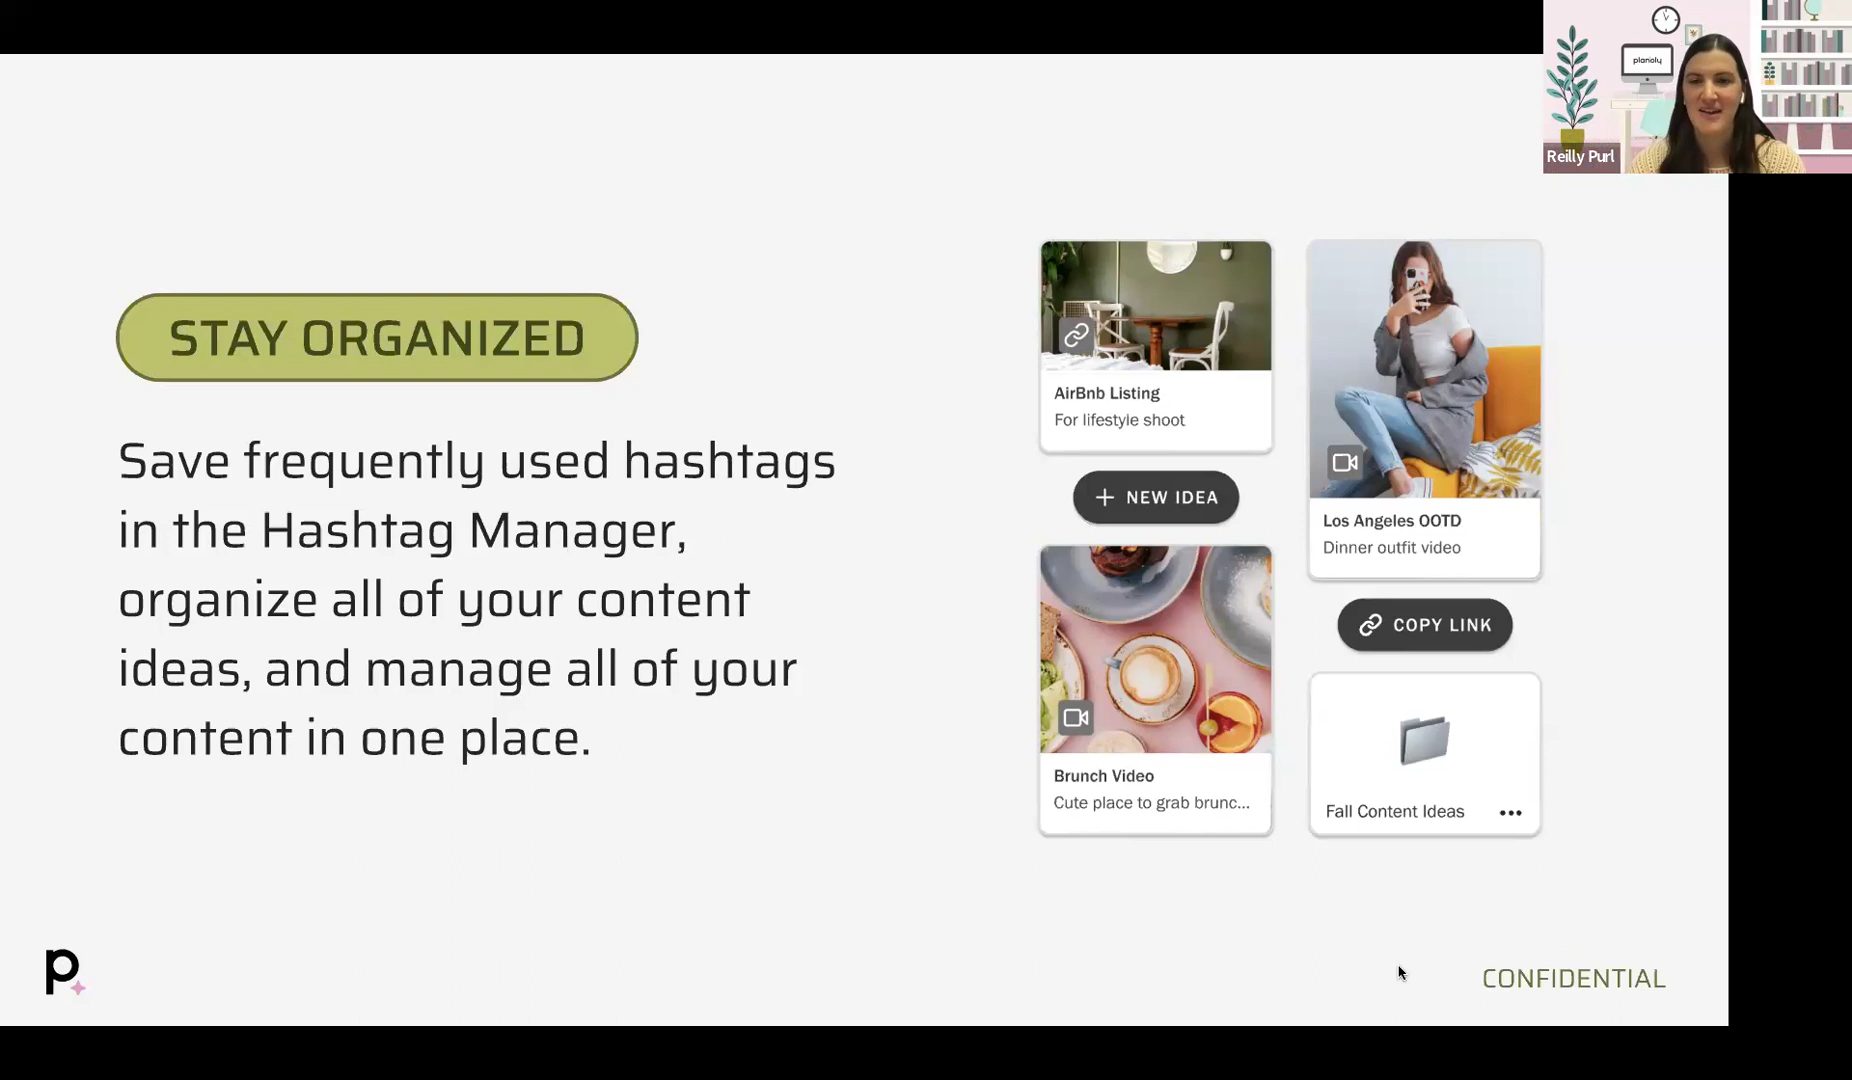 planoly
Reilly Purl
STAY ORGANIZED
Save frequently used hashtags
in the Hashtag Manager,
organize all of your content
ideas, and manage all of your
content in one place.
AirBnb Listing
For lifestyle shoot
+ NEW IDEA
Brunch Video
Cute place to grab brunc...
Los Angeles OOTD
Dinner outfit video
COPY LINK
Fall Content Ideas
p
CONFIDENTIAL